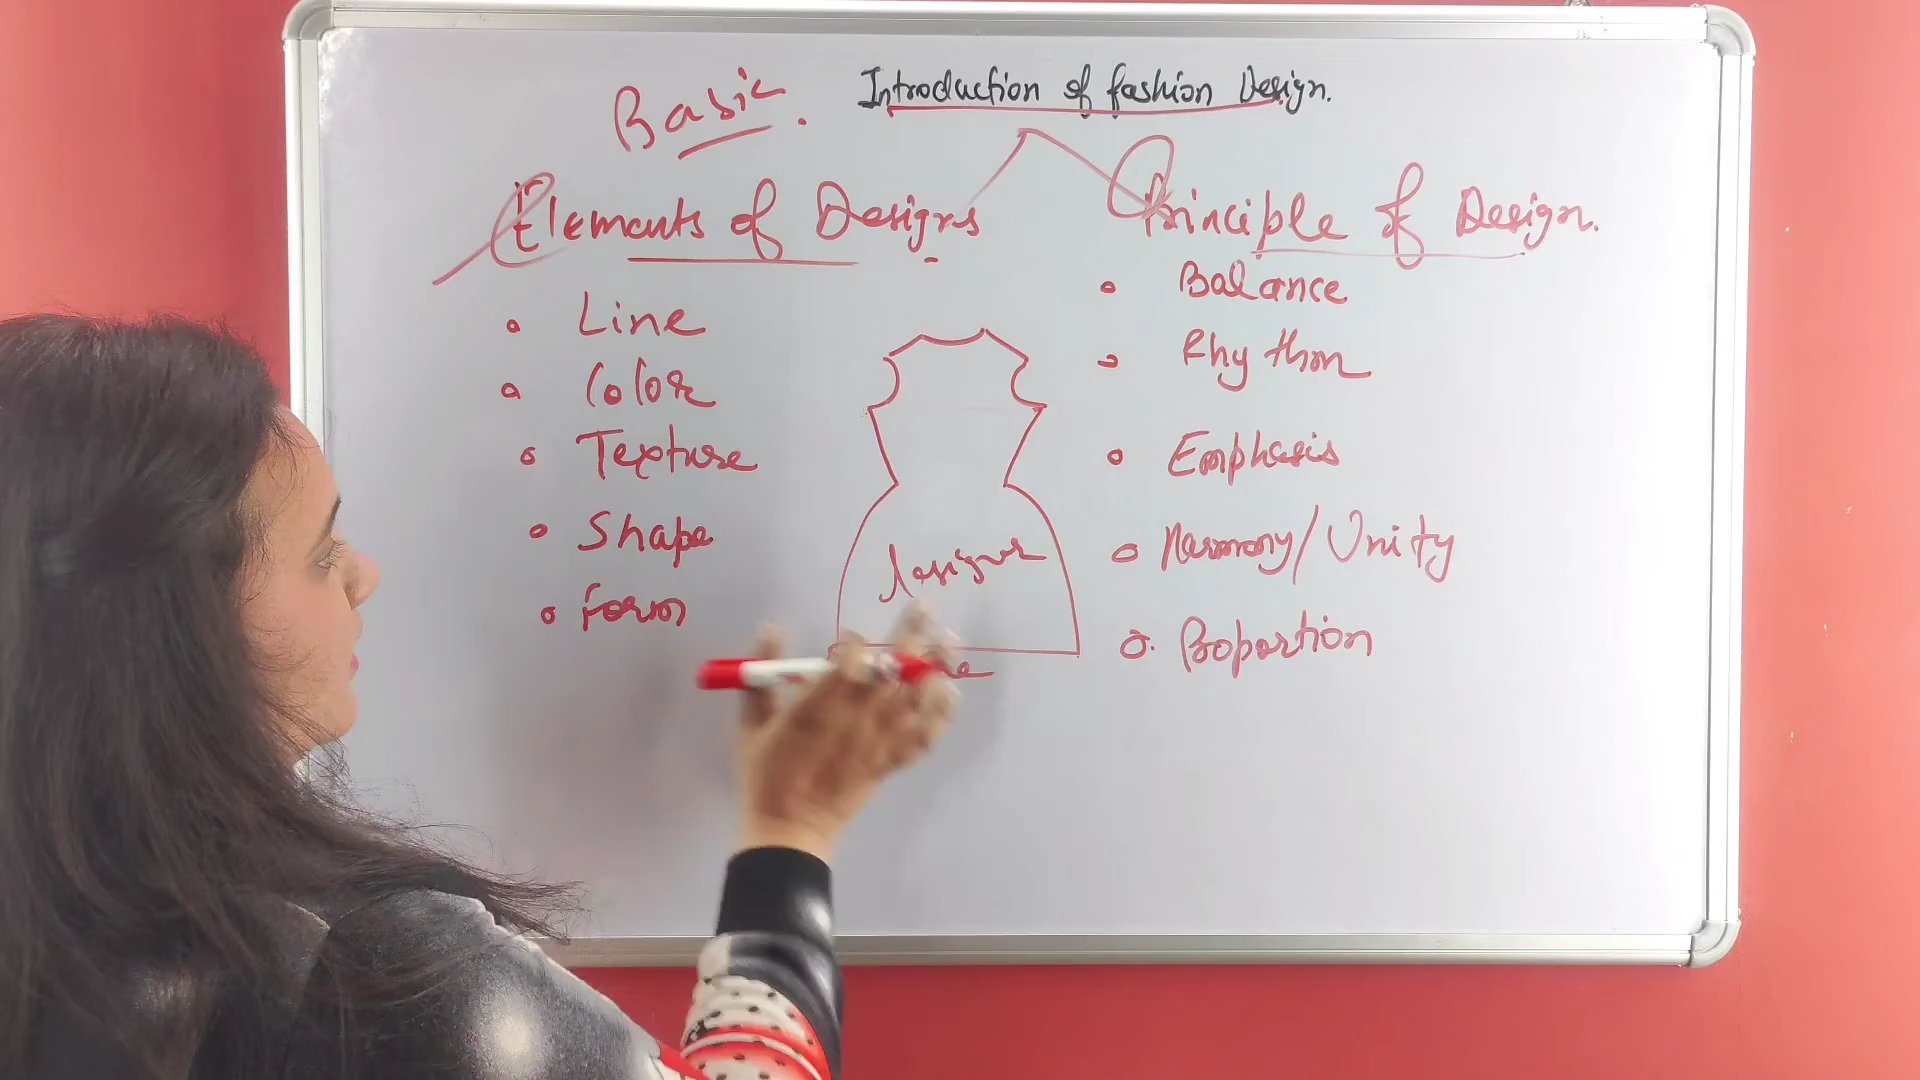 Introduction of fashion Design.
Basic.
Elements of Designs
Line
Color
Texture
Shape
Form
Principle of Design.
Balance
Rhythm
Emphasis
Harmony/Unity
Proportion